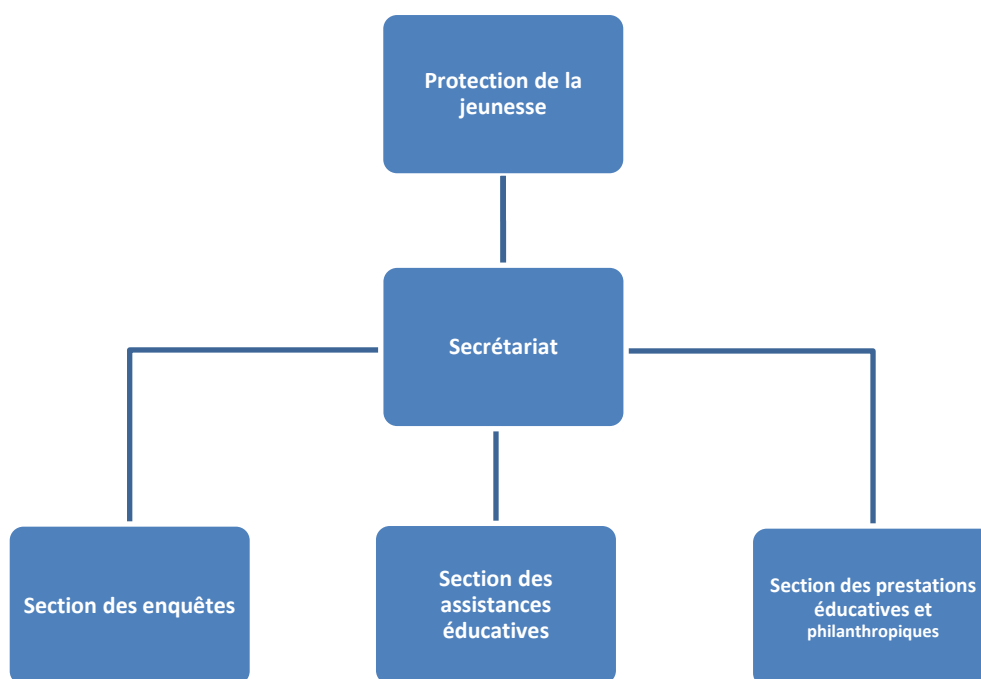 Protection de la
jeunesse
Secrétariat
Section des enquêtes
Section des
assistances
éducatives
Section des prestations
éducatives et
philanthropiques